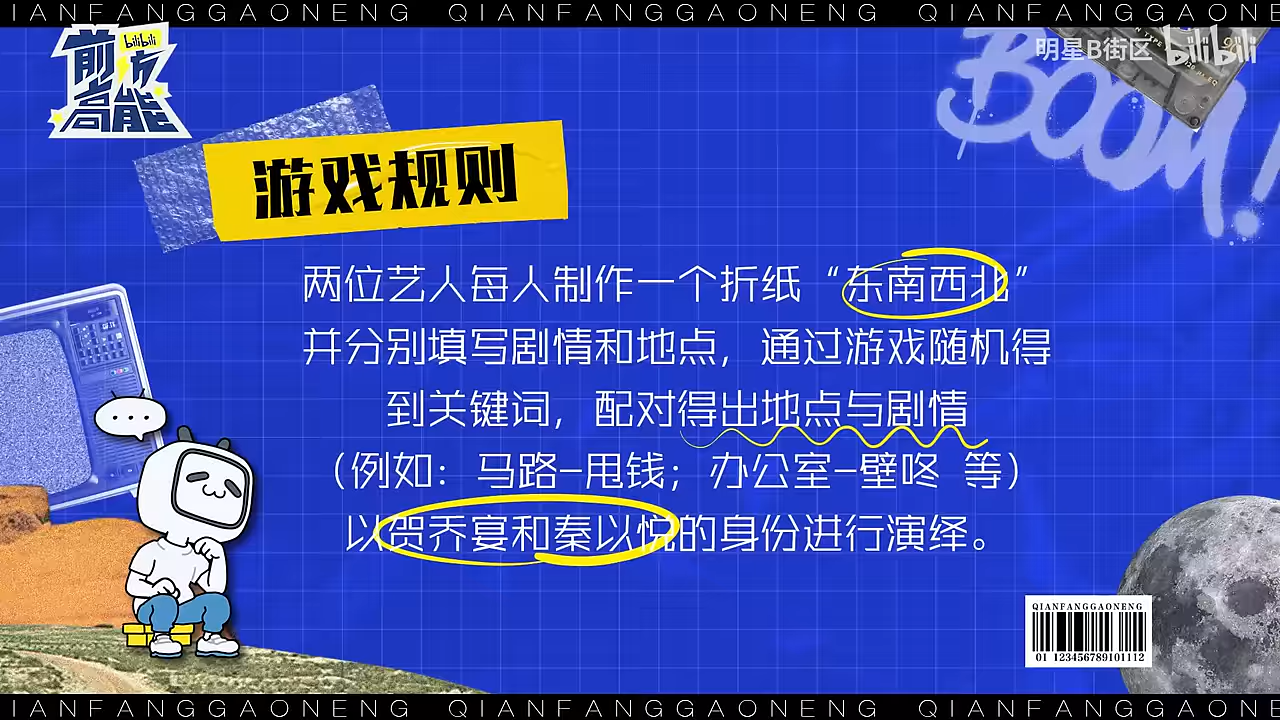 IANFANGGAONENG QIANFANGGAONENG QIANFANGGAONE
bilibili
前方高能
明星B街区 bilibili
BOOM!
游戏规则
两位艺人每人制作一个折纸“东南西北”
并分别填写剧情和地点，通过游戏随机得
到关键词，配对得出地点与剧情
（例如：马路–甩钱；办公室–壁咚 等）
以贺乔宴和秦以悦的身份进行演绎。
QIANFANGGAONENG
01 123456789101112
IANFANGGAONENG QIANFANGGAONENG QIANFANGGAONE